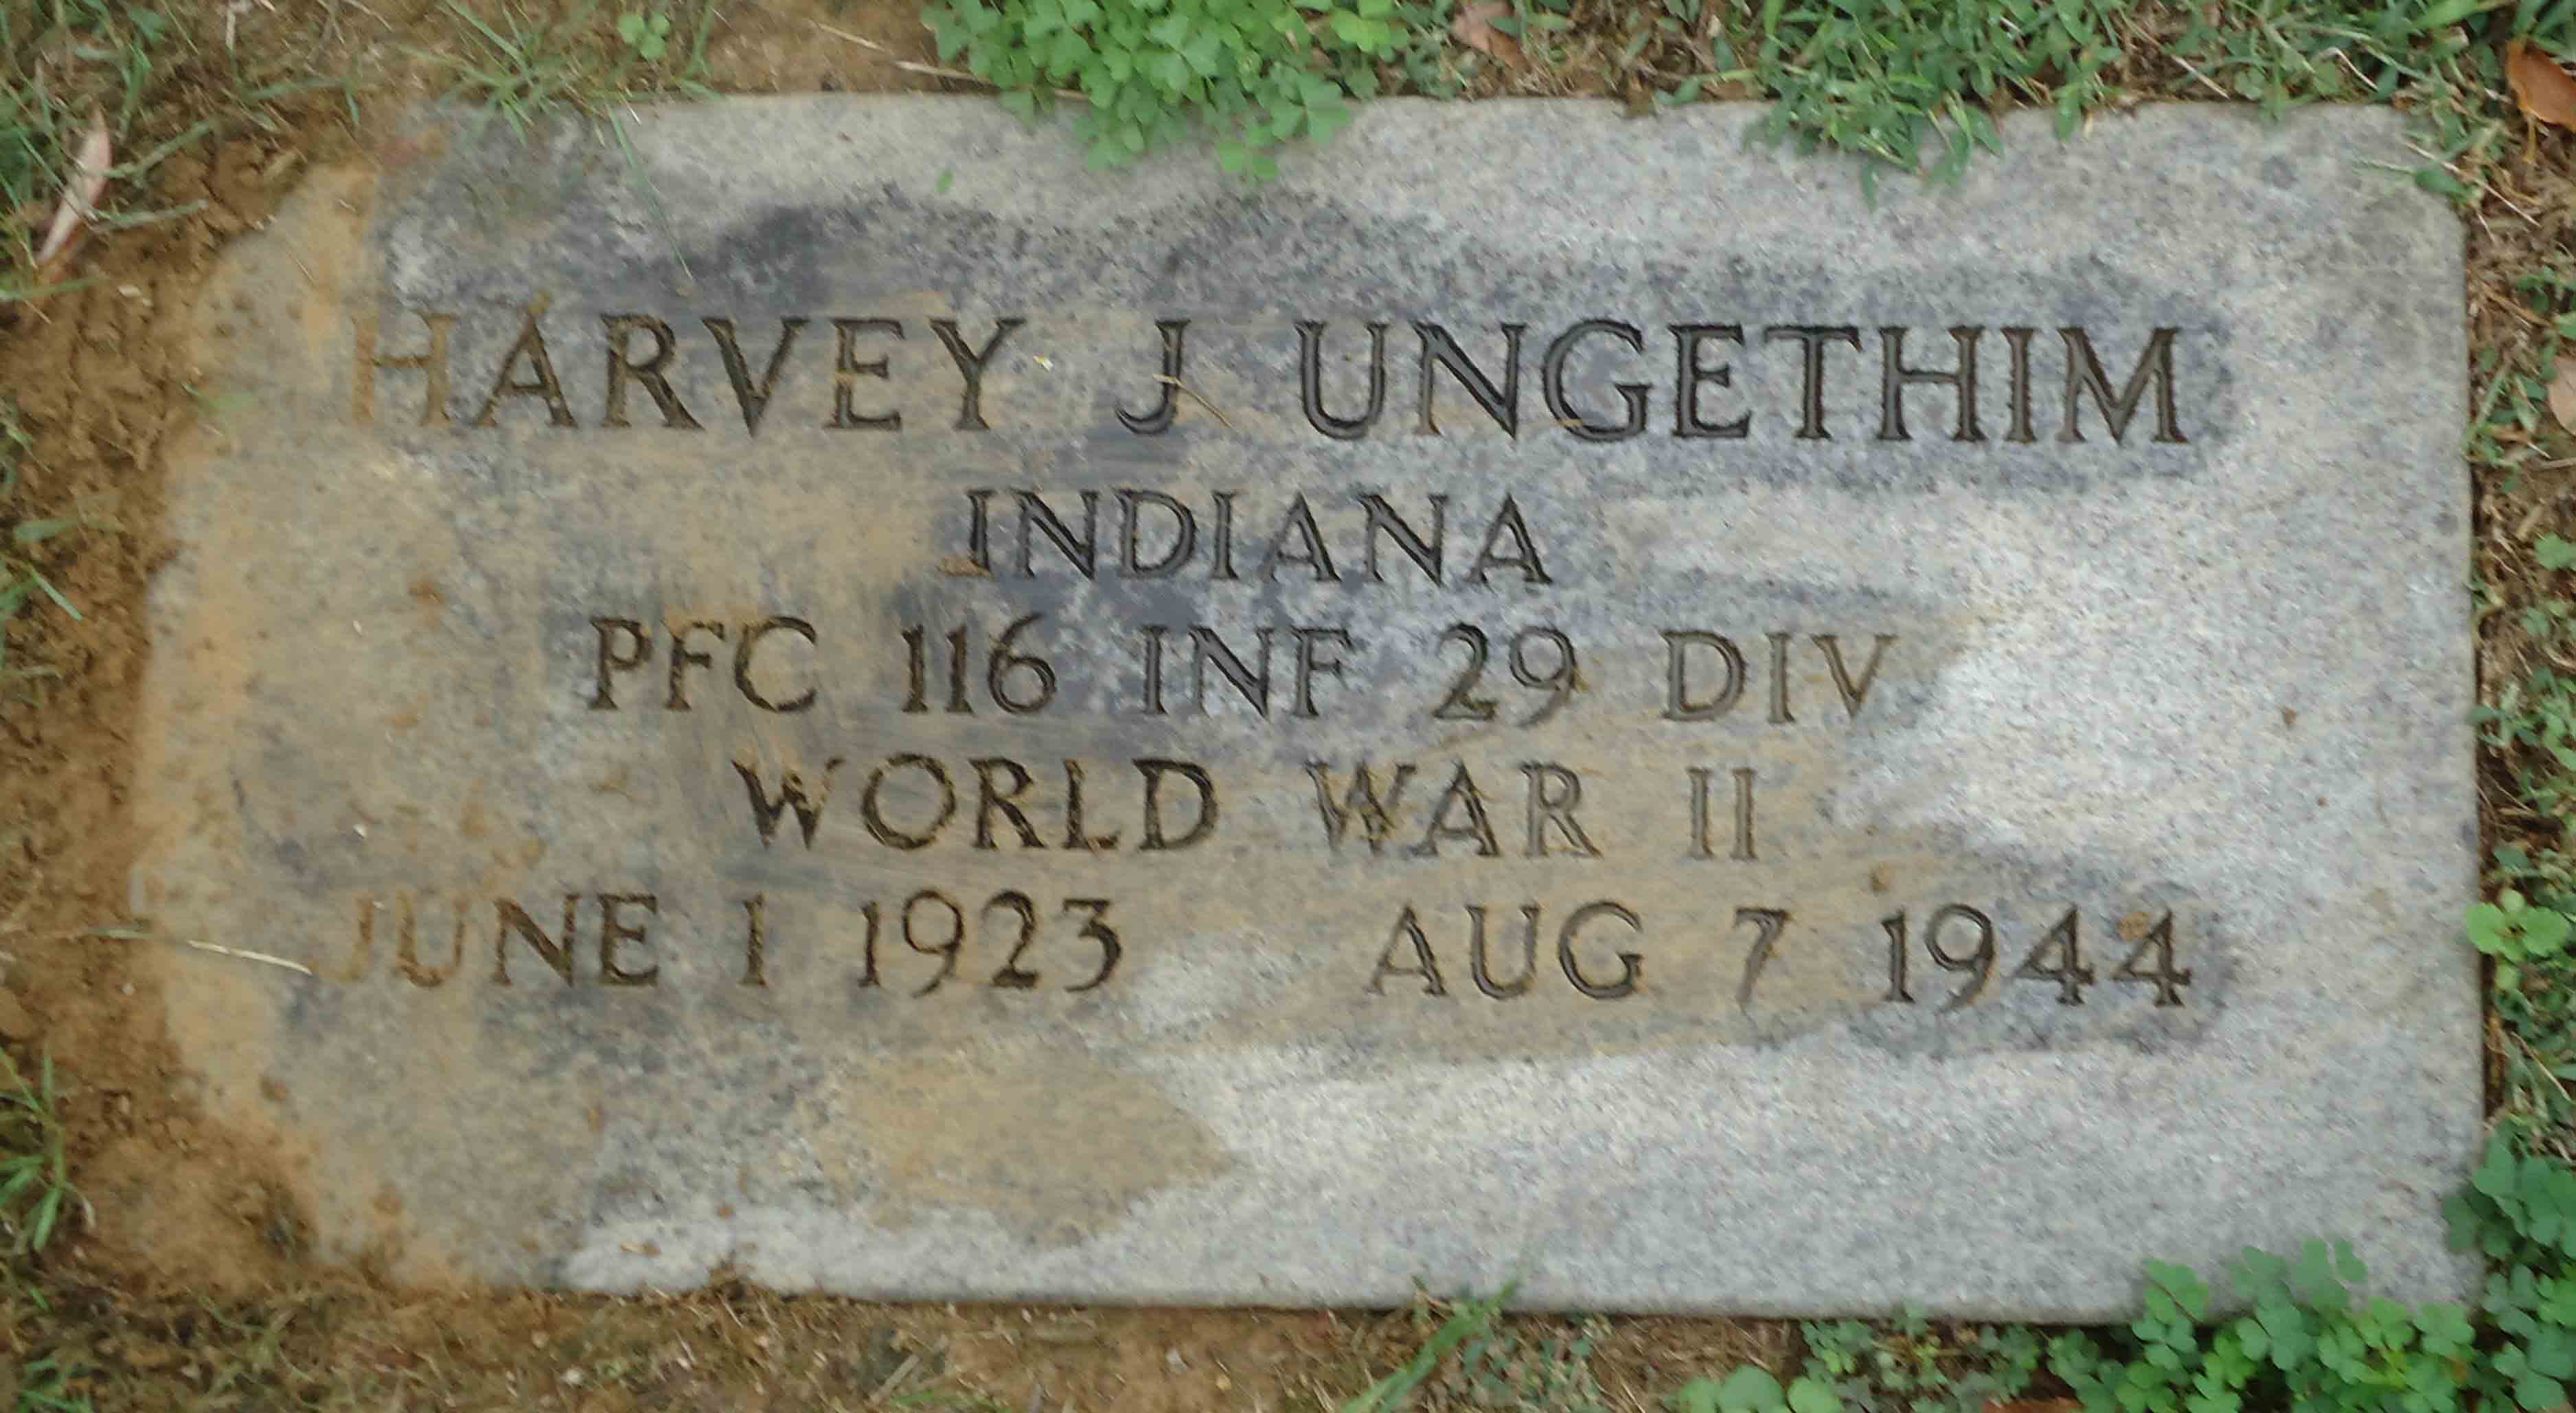 HARVEY J UNGETHIM
INDIANA
PFC 116 INF 29 DIV
WORLD WAR II
JUNE 1 1923 AUG 7 1944